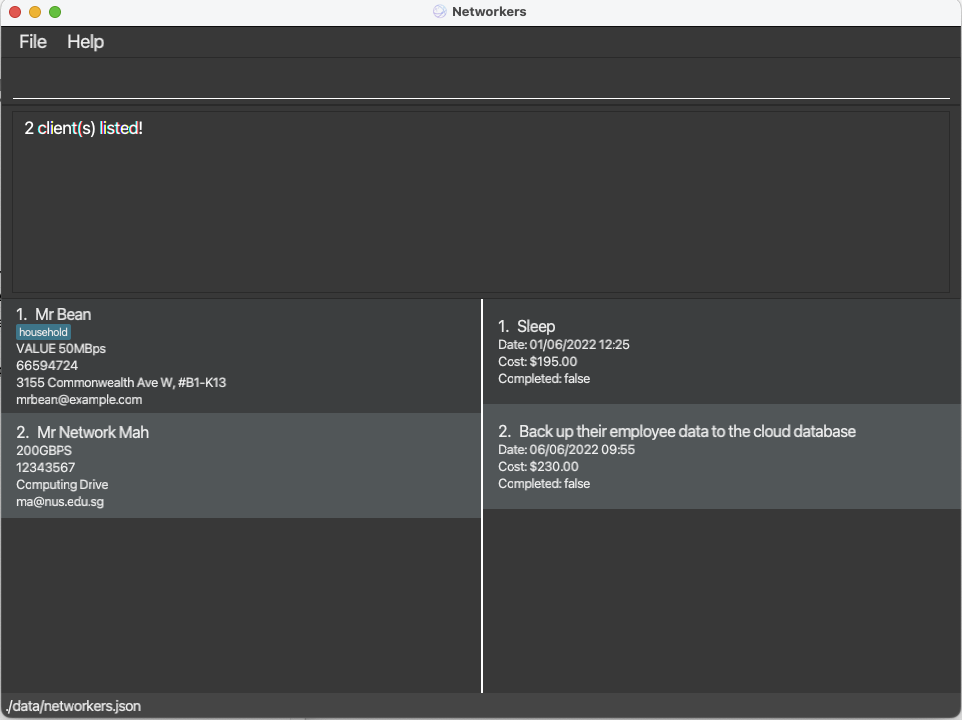 Networkers
File Help
2 client(s) listed!
1. Mr Bean
household
VALUE 50MBps
66594724
3155 Commonwealth Ave W, #B1-K13
mrbean@example.com
2. Mr Network Mah
200GBPS
12343567
Computing Drive
ma@nus.edu.sg
1. Sleep
Date: 01/06/2022 12:25
Cost: $195.00
Completed: false
2. Back up their employee data to the cloud database
Date: 06/06/2022 09:55
Cost: $230.00
Completed: false
./data/networkers.json